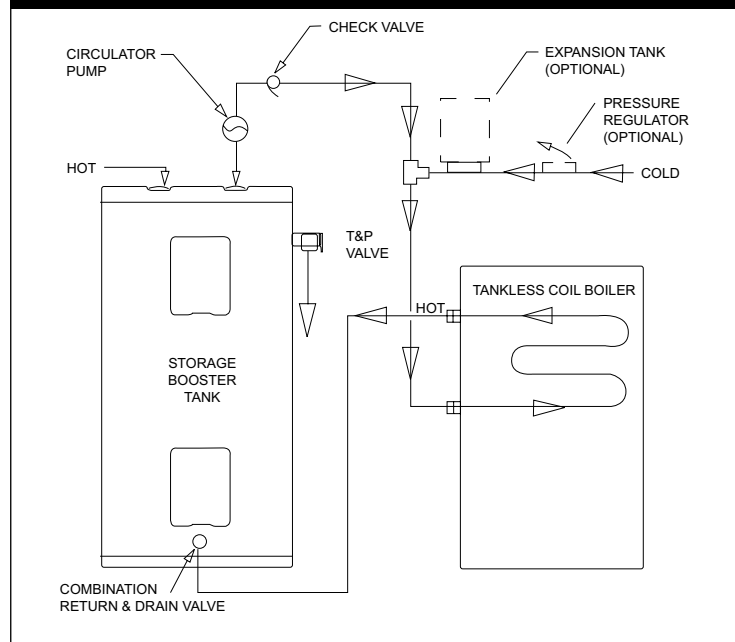 CHECK VALVE
CIRCULATOR
PUMP
EXPANSION TANK
(OPTIONAL)
PRESSURE
REGULATOR
(OPTIONAL)
HOT
COLD
T&P
VALVE
TANKLESS COIL BOILER
HOT
STORAGE
BOOSTER
TANK
COMBINATION
RETURN & DRAIN VALVE